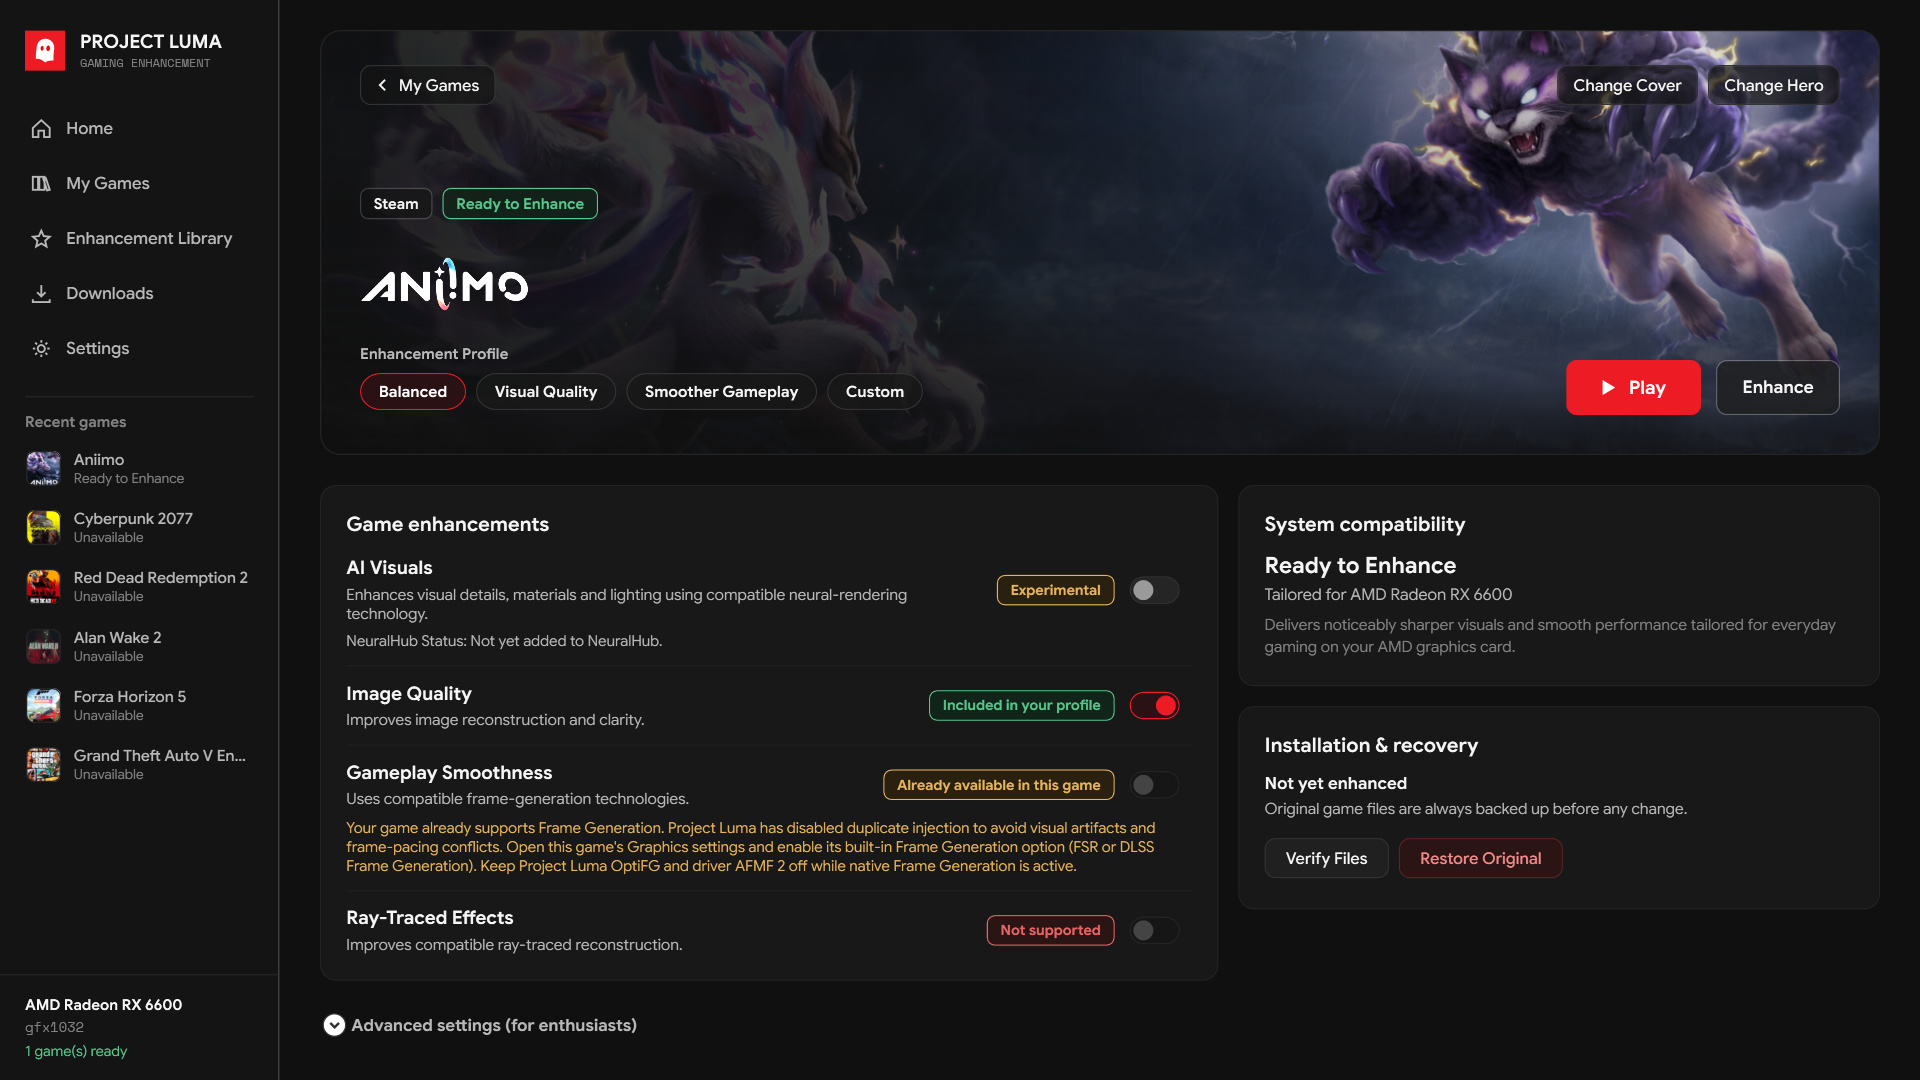 PROJECT LUMA
GAMING ENHANCEMENT
Home
My Games
Enhancement Library
Downloads
Settings
Recent games
Aniimo
Ready to Enhance
Cyberpunk 2077
Unavailable
Red Dead Redemption 2
Unavailable
Alan Wake 2
Unavailable
Forza Horizon 5
Unavailable
Grand Theft Auto V En...
Unavailable
AMD Radeon RX 6600
gfx1032
1 game(s) ready
My Games
Change Cover
Change Hero
Steam
Ready to Enhance
ANIIMO
Enhancement Profile
Balanced
Visual Quality
Smoother Gameplay
Custom
Play
Enhance
Game enhancements
AI Visuals
Enhances visual details, materials and lighting using compatible neural-rendering
technology.
NeuralHub Status: Not yet added to NeuralHub.
Experimental
Image Quality
Improves image reconstruction and clarity.
Included in your profile
Gameplay Smoothness
Uses compatible frame-generation technologies.
Already available in this game
Your game already supports Frame Generation. Project Luma has disabled duplicate injection to avoid visual artifacts and
frame-pacing conflicts. Open this game's Graphics settings and enable its built-in Frame Generation option (FSR or DLSS
Frame Generation). Keep Project Luma OptiFG and driver AFMF 2 off while native Frame Generation is active.
Ray-Traced Effects
Improves compatible ray-traced reconstruction.
Not supported
Advanced settings (for enthusiasts)
System compatibility
Ready to Enhance
Tailored for AMD Radeon RX 6600
Delivers noticeably sharper visuals and smooth performance tailored for everyday
gaming on your AMD graphics card.
Installation & recovery
Not yet enhanced
Original game files are always backed up before any change.
Verify Files
Restore Original